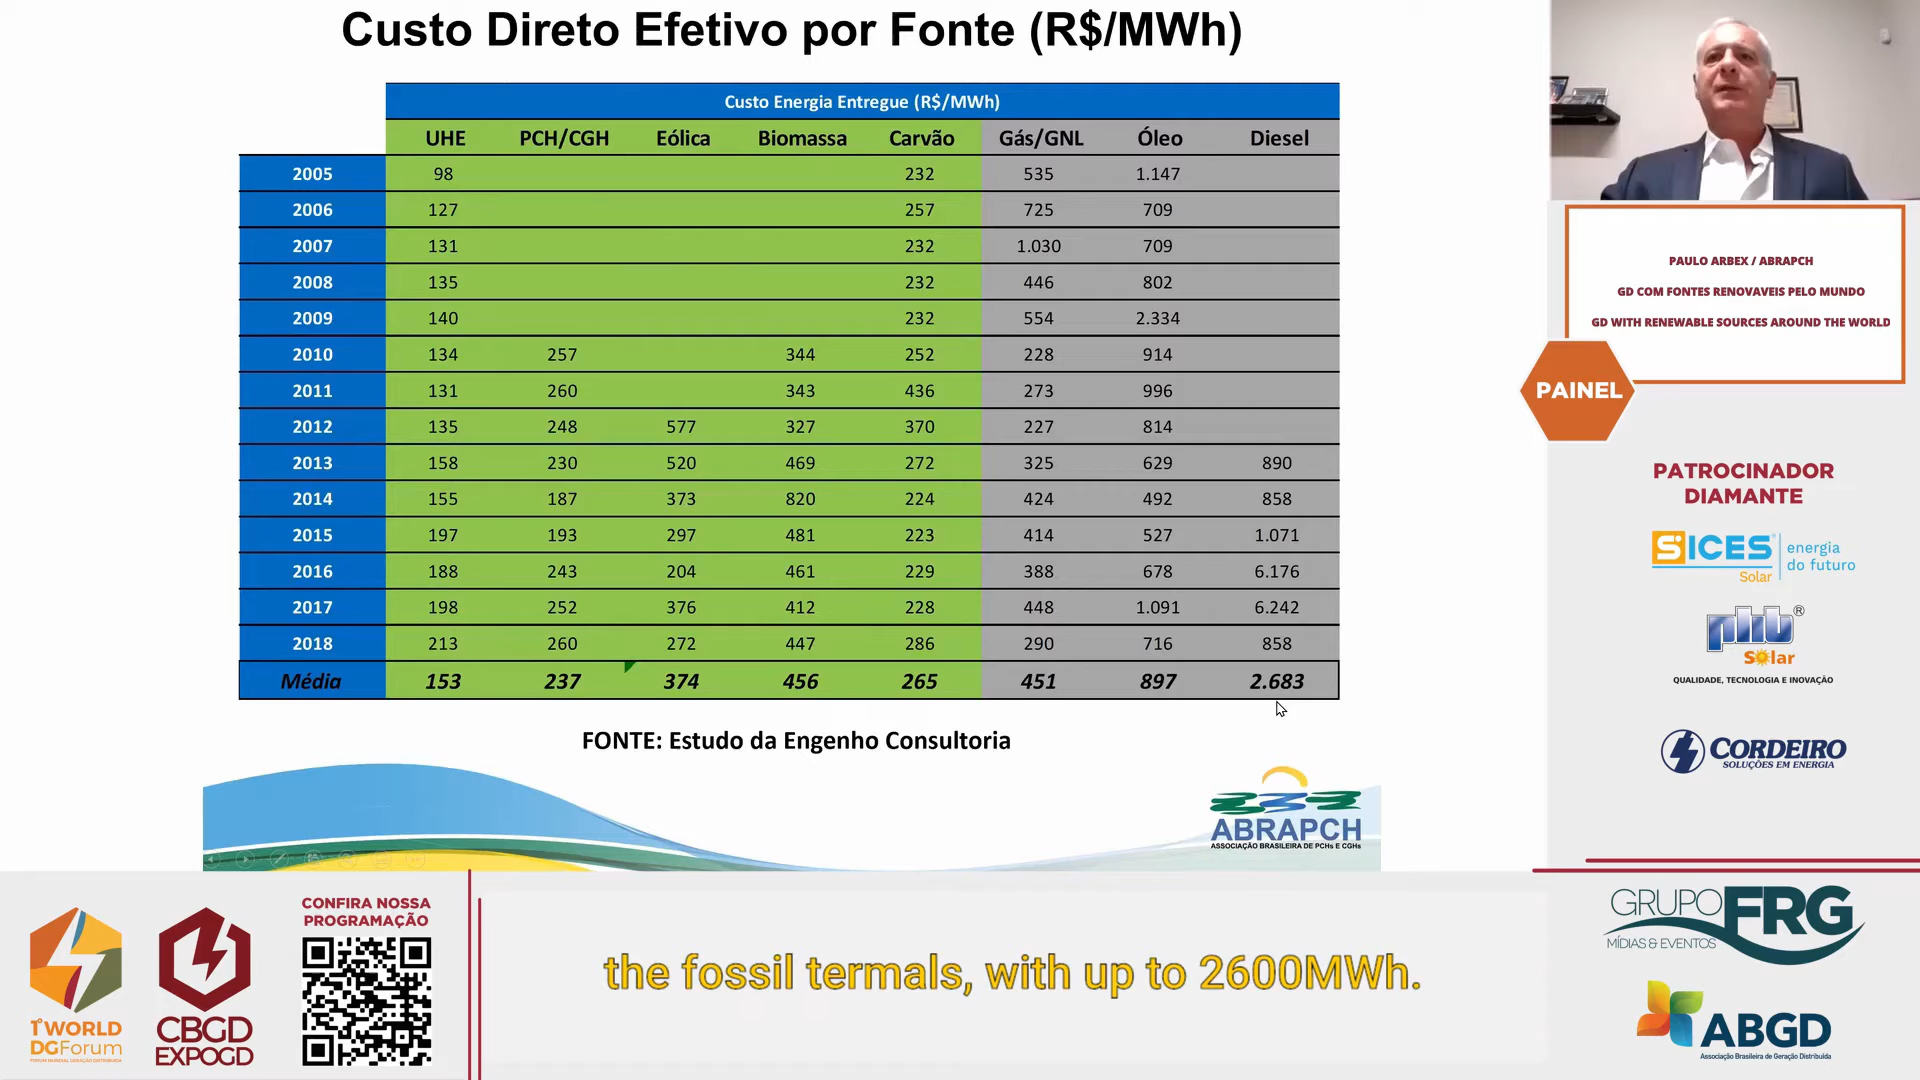 Custo Direto Efetivo por Fonte (R$/MWh)
Custo Energia Entregue (R$/MWh)
UHE PCH/CGH Eólica Biomassa Carvão Gás/GNL Óleo Diesel
2005 98 232 535 1.147
2006 127 257 725 709
2007 131 232 1.030 709
2008 135 232 446 802
2009 140 232 554 2.334
2010 134 257 344 252 228 914
2011 131 260 343 436 273 996
2012 135 248 577 327 370 227 814
2013 158 230 520 469 272 325 629 890
2014 155 187 373 820 224 424 492 858
2015 197 193 297 481 223 414 527 1.071
2016 188 243 204 461 229 388 678 6.176
2017 198 252 376 412 228 448 1.091 6.242
2018 213 260 272 447 286 290 716 858
Média 153 237 374 456 265 451 897 2.683
FONTE: Estudo da Engenho Consultoria
ABRAPCH
ASSOCIAÇÃO BRASILEIRA DE PCHs E CGHs
PAULO ARBEX / ABRAPCH
GD COM FONTES RENOVAVEIS PELO MUNDO
GD WITH RENEWABLE SOURCES AROUND THE WORLD
PAINEL
PATROCINADOR
DIAMANTE
SICES
Solar
energia
do futuro
phb
Solar
QUALIDADE, TECNOLOGIA E INOVAÇÃO
CORDEIRO
SOLUÇÕES EM ENERGIA
1º WORLD
DGForum
FORUM MUNDIAL GERAÇÃO DISTRIBUIDA
CBGD
EXPOGD
CONFIRA NOSSA
PROGRAMAÇÃO
the fossil termals, with up to 2600MWh.
GRUPO FRG
MÍDIAS & EVENTOS
ABGD
Associação Brasileira de Geração Distribuída